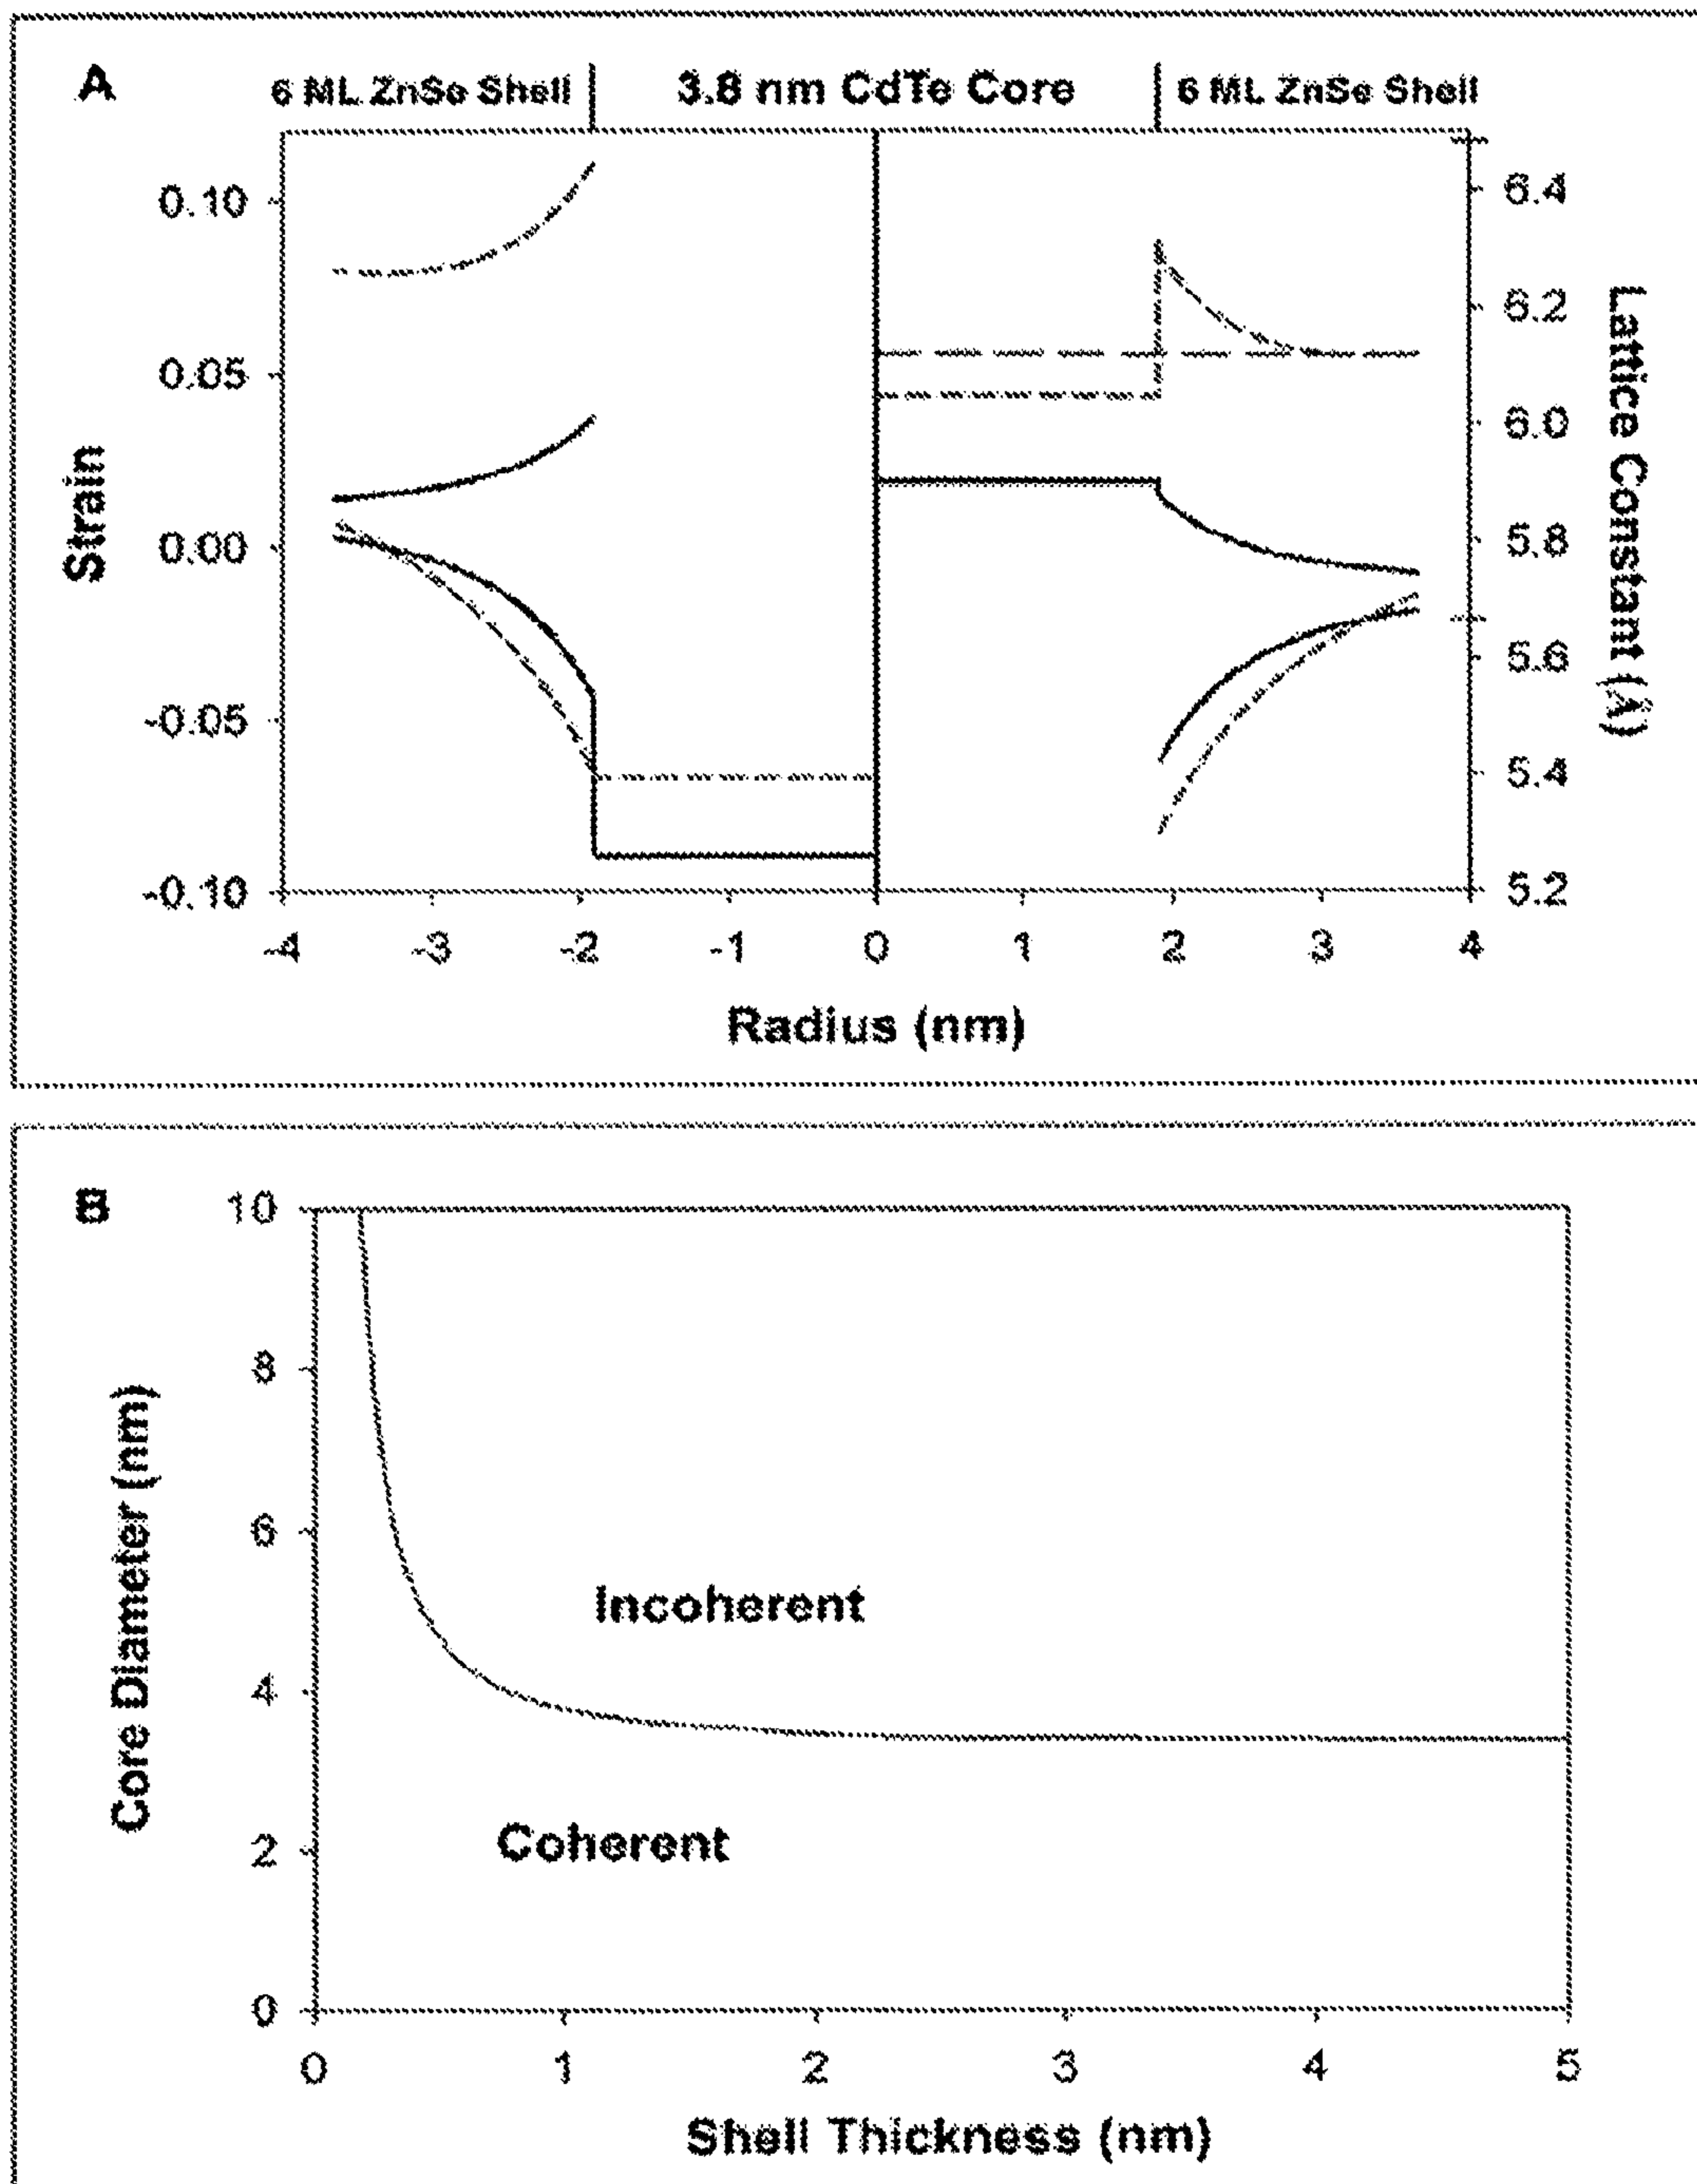 A
6 ML ZnSe Shell 3.8 nm CdTe Core 6 ML ZnSe Shell
0.10
0.05
0.00
-0.05
-0.10
Strain
6.4
6.2
6.0
5.8
5.6
5.4
5.2
Lattice Constant (Å)
-4 -3 -2 -1 0 1 2 3 4
Radius (nm)
B
10
8
6
4
2
0
Core Diameter (nm)
Incoherent
Coherent
0 1 2 3 4 5
Shell Thickness (nm)